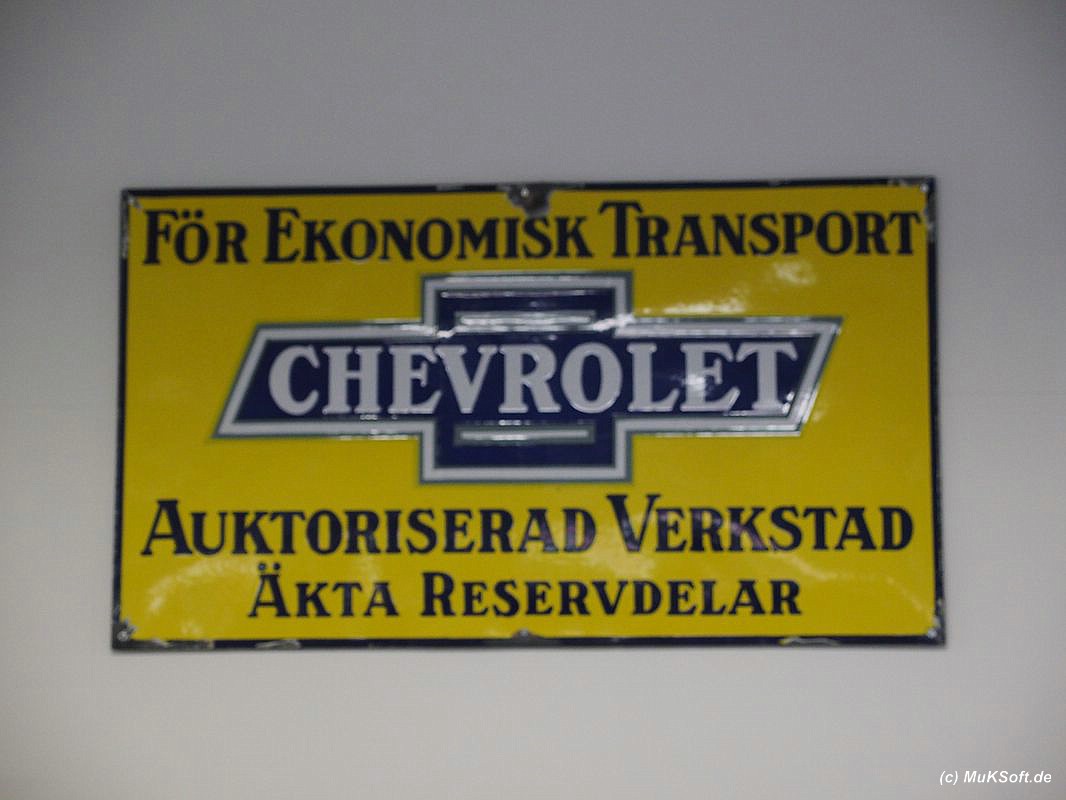 För Ekonomisk Transport
CHEVROLET
Auktoriserad Verkstad
Äkta Reservdelar
(c) MuKSoft.de